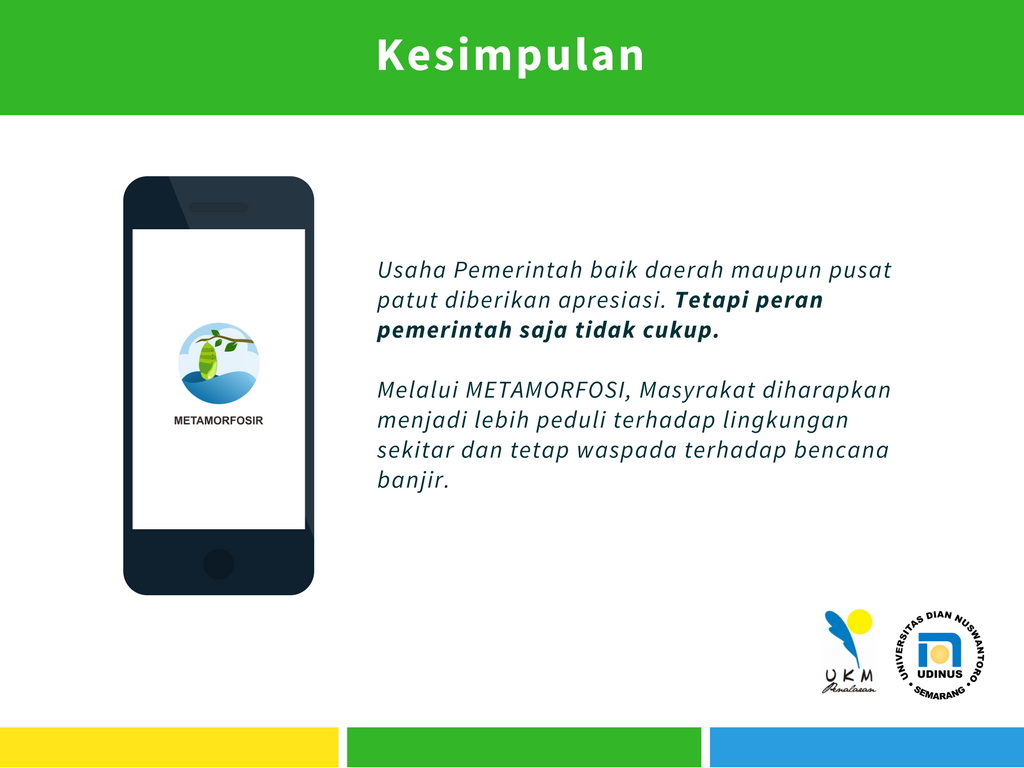 Kesimpulan
METAMORFOSIR
Usaha Pemerintah baik daerah maupun pusat
patut diberikan apresiasi. Tetapi peran
pemerintah saja tidak cukup.
Melalui METAMORFOSI, Masyrakat diharapkan
menjadi lebih peduli terhadap lingkungan
sekitar dan tetap waspada terhadap bencana
banjir.
UKM
Penalaran
UNIVERSITAS DIAN NUSWANTORO
UDINUS
• SEMARANG •